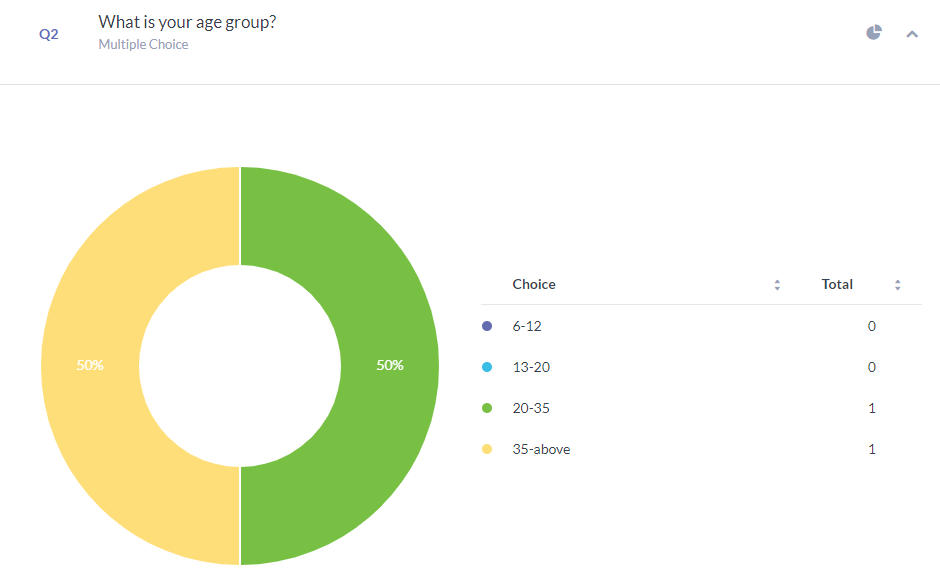 Q2
What is your age group?
Multiple Choice
50%
50%
Choice Total
6-12 0
13-20 0
20-35 1
35-above 1